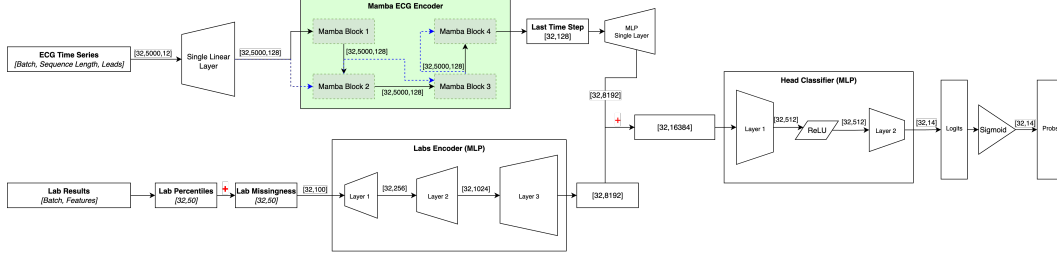 Mamba ECG Encoder
Mamba Block 1
Mamba Block 4
Last Time Step
[32,128]
MLP
Single Layer
ECG Time Series
[Batch, Sequence Length, Leads]
[32,5000,12]
Single Linear
Layer
[32,5000,128]
[32,5000,128]
[32,5000,128]
Mamba Block 2
[32,5000,128]
Mamba Block 3
[32,8192]
+
[32,16384]
Head Classifier (MLP)
Layer 1
[32,512]
ReLU
[32,512]
Layer 2
[32,14]
Logits
Sigmoid
[32,14]
Probs
Labs Encoder (MLP)
Lab Results
[Batch, Features]
Lab Percentiles
[32,50]
+
Lab Missingness
[32,50]
[32,100]
Layer 1
[32,256]
Layer 2
[32,1024]
Layer 3
[32,8192]